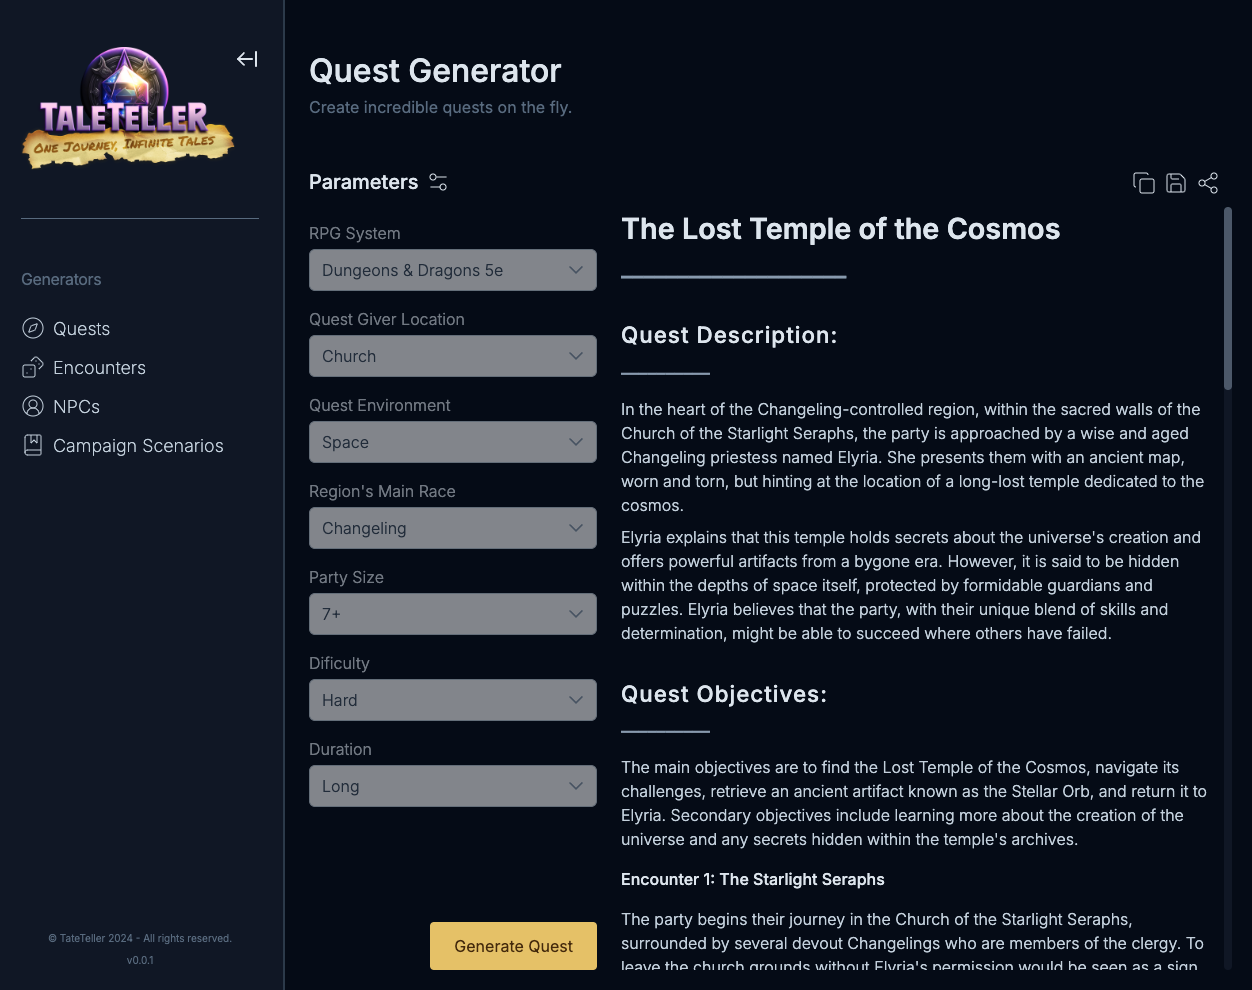 TALETELLER
ONE JOURNEY, INFINITE TALES
Generators
Quests
Encounters
NPCs
Campaign Scenarios
© TateTeller 2024 - All rights reserved.
v0.0.1
Quest Generator
Create incredible quests on the fly.
Parameters
RPG System
Dungeons & Dragons 5e
Quest Giver Location
Church
Quest Environment
Space
Region's Main Race
Changeling
Party Size
7+
Dificulty
Hard
Duration
Long
Generate Quest
The Lost Temple of the Cosmos
Quest Description:
In the heart of the Changeling-controlled region, within the sacred walls of the
Church of the Starlight Seraphs, the party is approached by a wise and aged
Changeling priestess named Elyria. She presents them with an ancient map,
worn and torn, but hinting at the location of a long-lost temple dedicated to the
cosmos.
Elyria explains that this temple holds secrets about the universe's creation and
offers powerful artifacts from a bygone era. However, it is said to be hidden
within the depths of space itself, protected by formidable guardians and
puzzles. Elyria believes that the party, with their unique blend of skills and
determination, might be able to succeed where others have failed.
Quest Objectives:
The main objectives are to find the Lost Temple of the Cosmos, navigate its
challenges, retrieve an ancient artifact known as the Stellar Orb, and return it to
Elyria. Secondary objectives include learning more about the creation of the
universe and any secrets hidden within the temple's archives.
Encounter 1: The Starlight Seraphs
The party begins their journey in the Church of the Starlight Seraphs,
surrounded by several devout Changelings who are members of the clergy. To
leave the church grounds without Elyria's permission would be seen as a sign